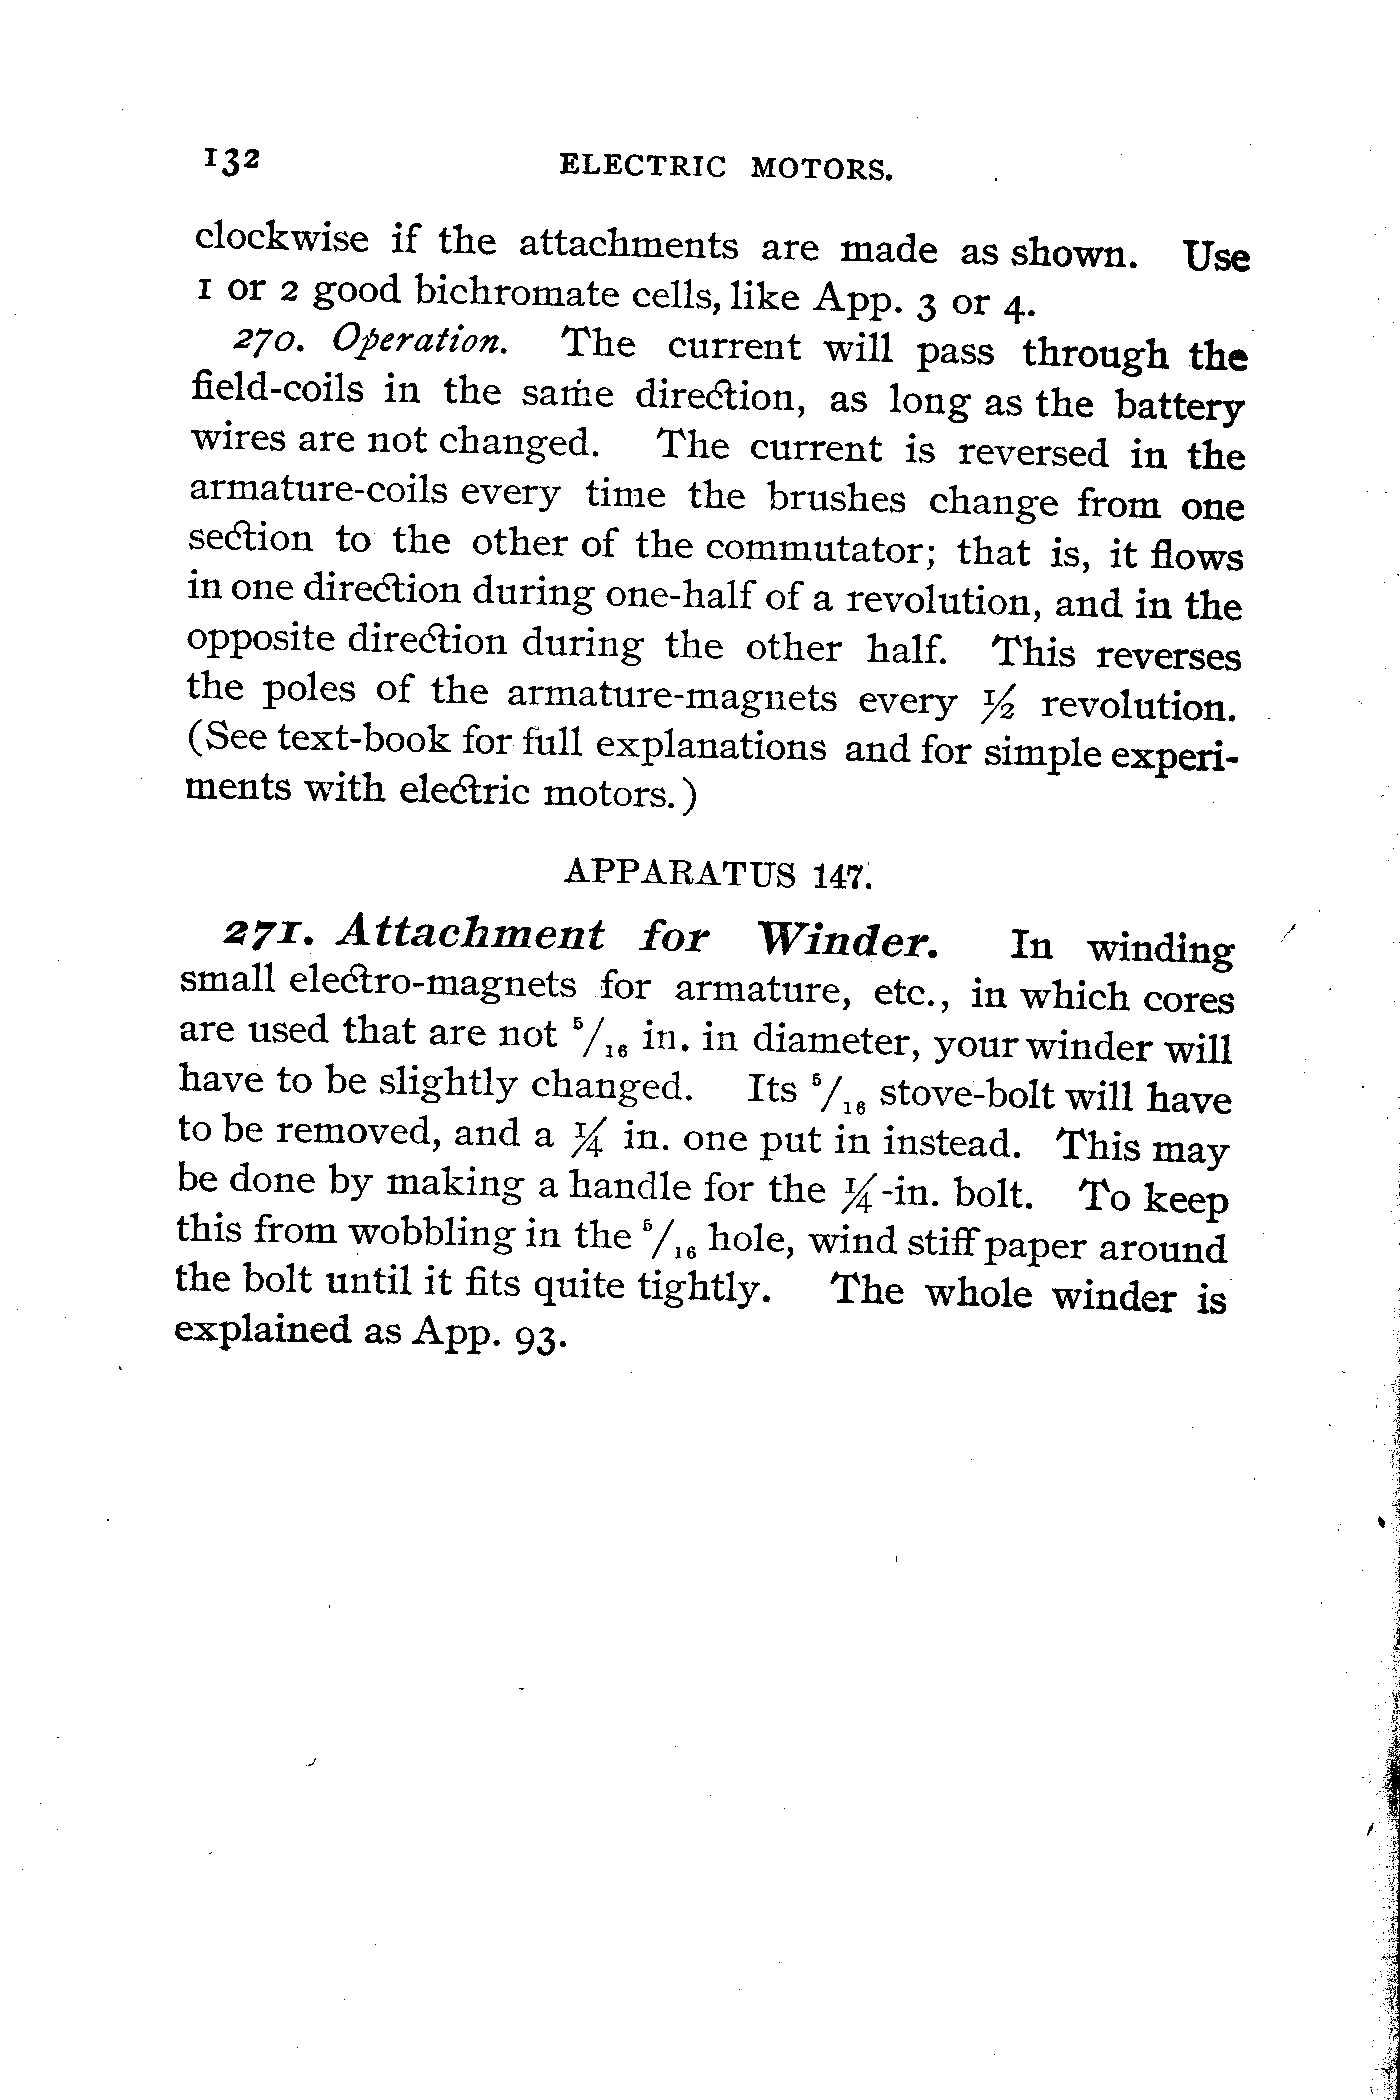 132 ELECTRIC MOTORS.
clockwise if the attachments are made as shown. Use
1 or 2 good bichromate cells, like App. 3 or 4.
270. Operation. The current will pass through the
field-coils in the same direction, as long as the battery
wires are not changed. The current is reversed in the
armature-coils every time the brushes change from one
section to the other of the commutator; that is, it flows
in one direction during one-half of a revolution, and in the
opposite direction during the other half. This reverses
the poles of the armature-magnets every ½ revolution.
(See text-book for full explanations and for simple experi-
ments with electric motors.)
APPARATUS 147.
271. Attachment for Winder. In winding
small electro-magnets for armature, etc., in which cores
are used that are not ⁵/₁₆ in. in diameter, your winder will
have to be slightly changed. Its ⁵/₁₆ stove-bolt will have
to be removed, and a ¼ in. one put in instead. This may
be done by making a handle for the ¼-in. bolt. To keep
this from wobbling in the ⁵/₁₆ hole, wind stiff paper around
the bolt until it fits quite tightly. The whole winder is
explained as App. 93.